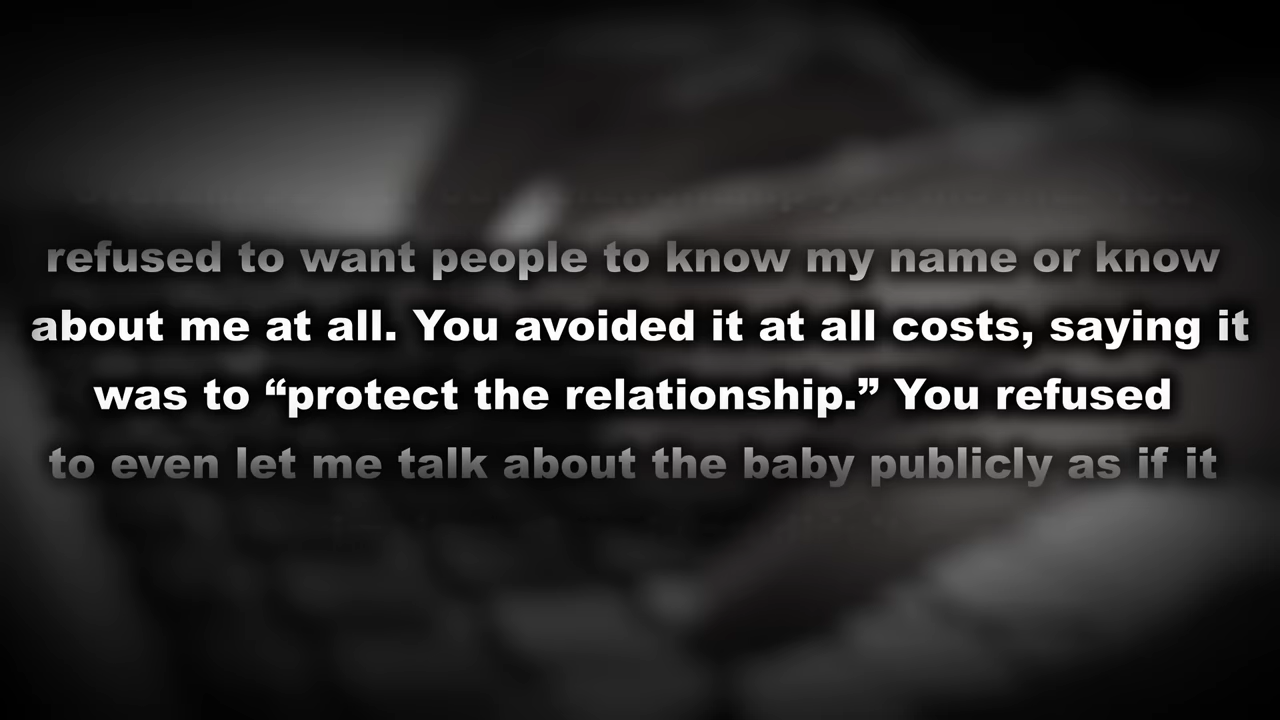 refused to want people to know my name or know
about me at all. You avoided it at all costs, saying it
was to “protect the relationship.” You refused
to even let me talk about the baby publicly as if it